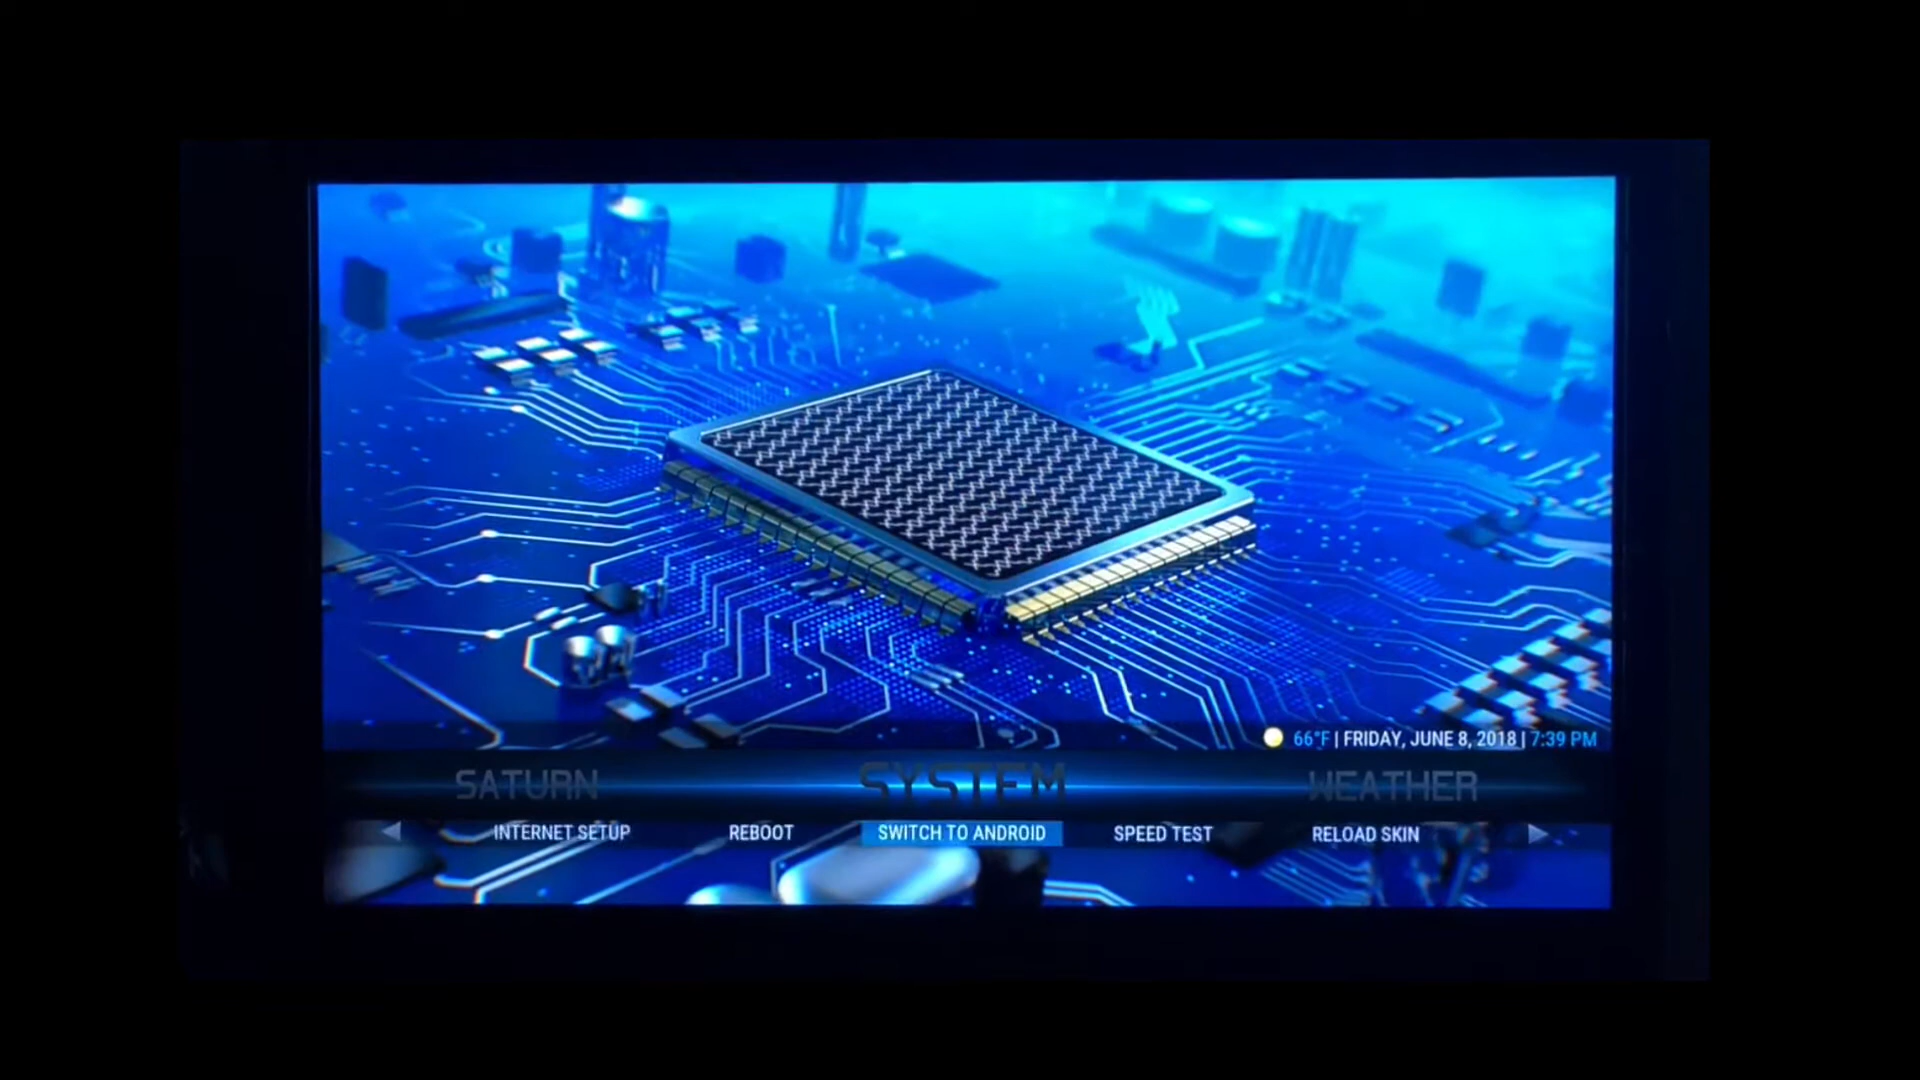 66°F | FRIDAY, JUNE 8, 2018 | 7:39 PM
SATURN SYSTEM WEATHER
INTERNET SETUP REBOOT SWITCH TO ANDROID SPEED TEST RELOAD SKIN